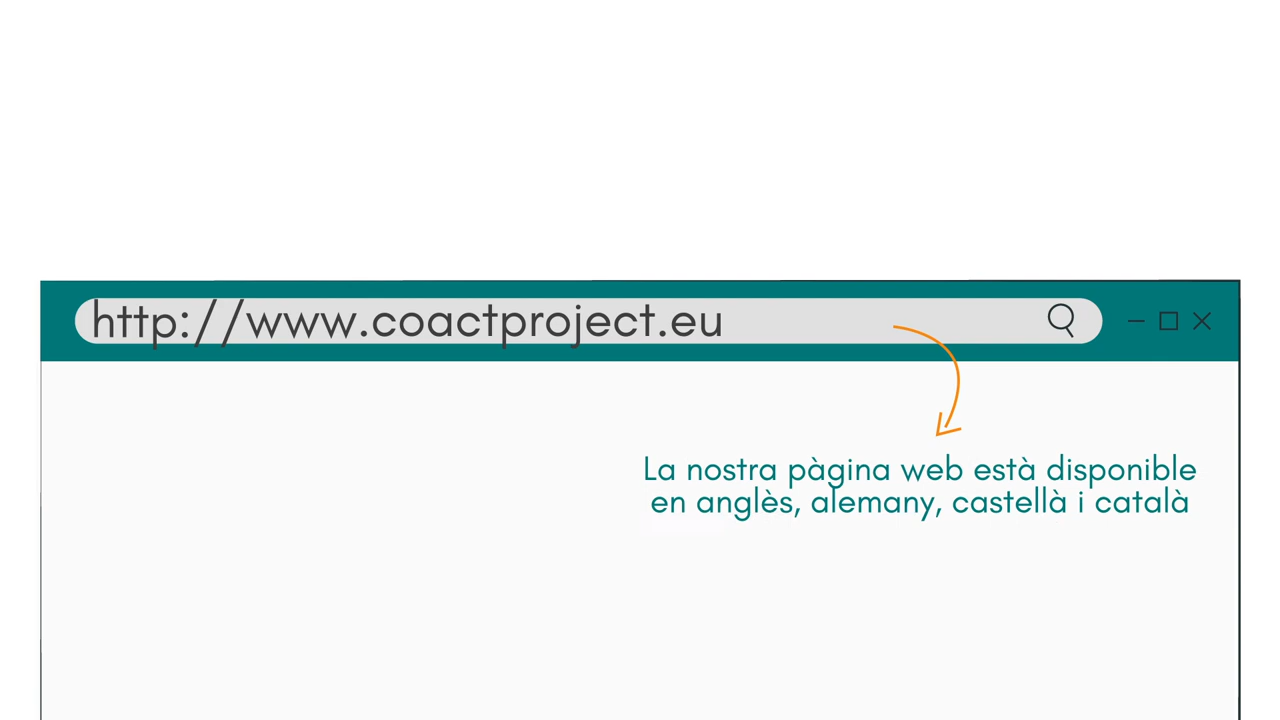 http://www.coactproject.eu
La nostra pàgina web està disponible
en anglès, alemany, castellà i català